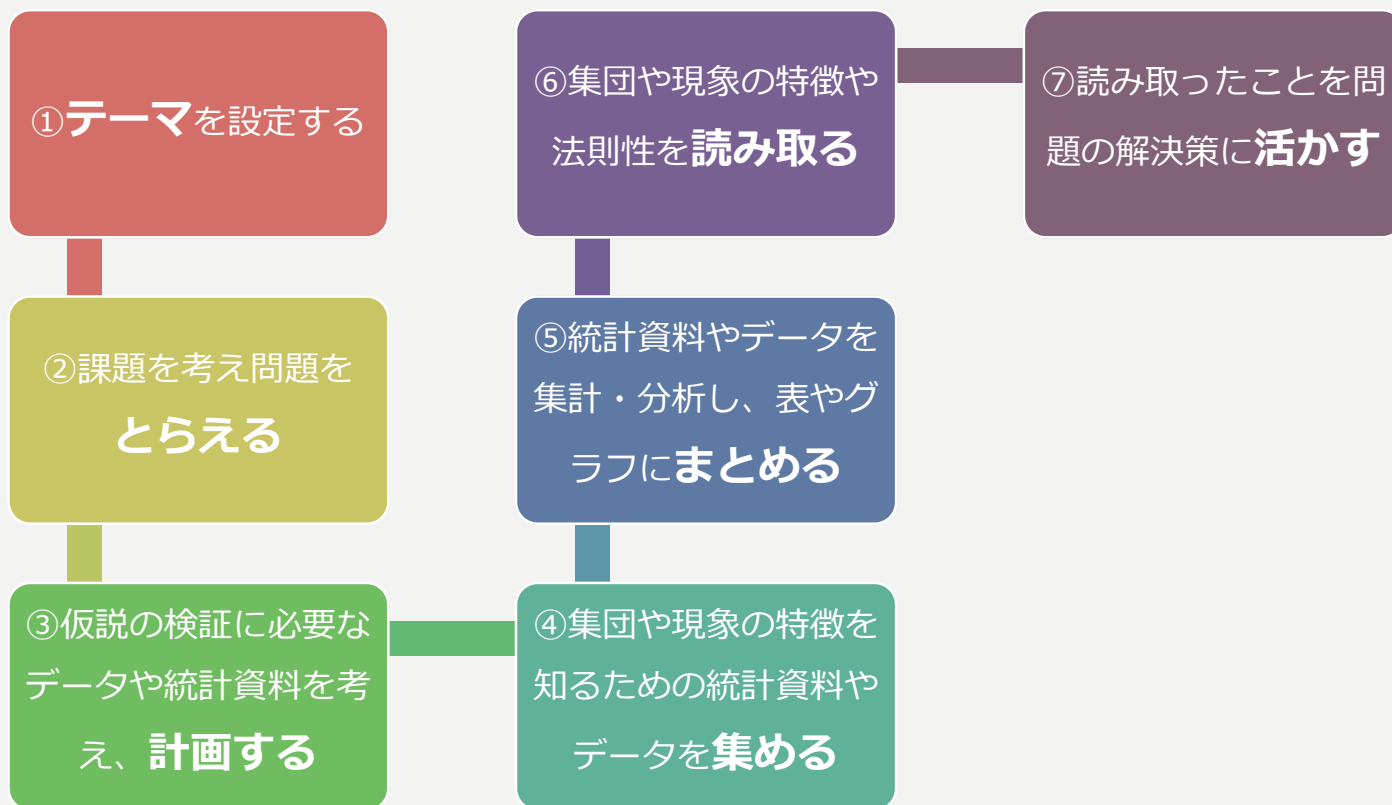 ①テーマを設定する
②課題を考え問題を
とらえる
③仮説の検証に必要な
データや統計資料を考
え、計画する
④集団や現象の特徴を
知るための統計資料や
データを集める
⑤統計資料やデータを
集計・分析し、表やグ
ラフにまとめる
⑥集団や現象の特徴や
法則性を読み取る
⑦読み取ったことを問
題の解決策に活かす